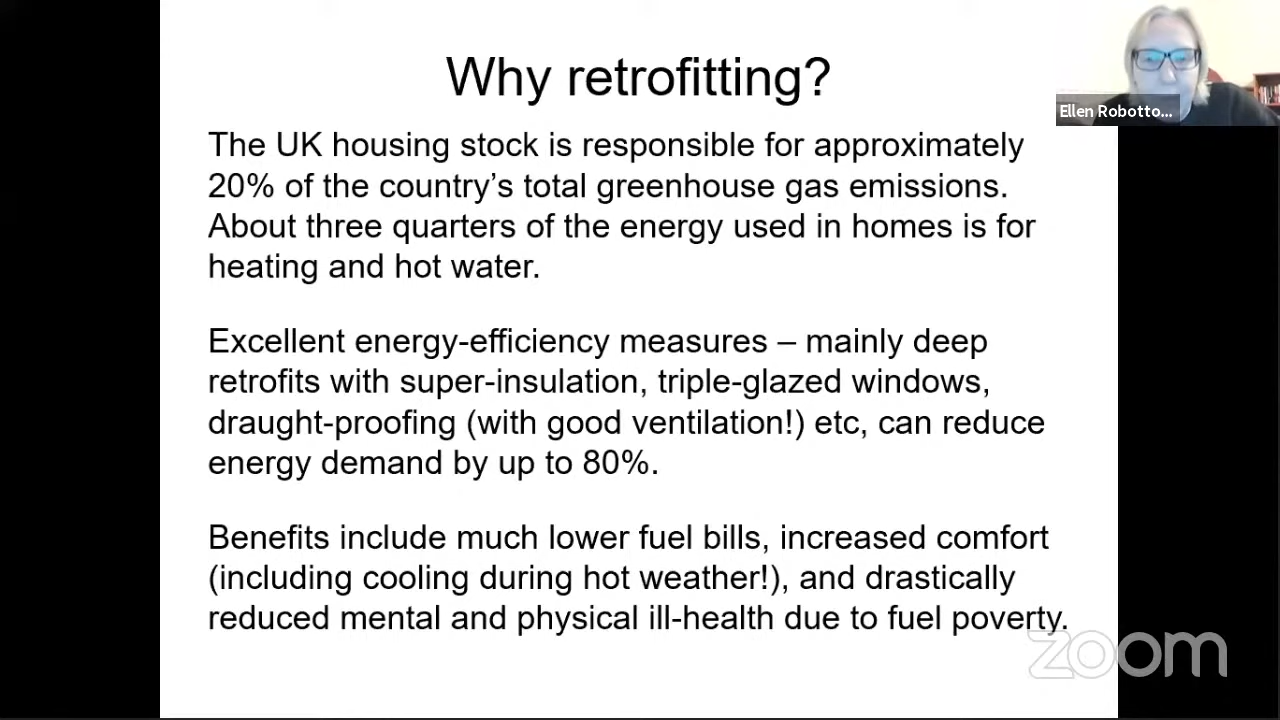 Why retrofitting?
Ellen Robotto...
The UK housing stock is responsible for approximately
20% of the country’s total greenhouse gas emissions.
About three quarters of the energy used in homes is for
heating and hot water.
Excellent energy-efficiency measures – mainly deep
retrofits with super-insulation, triple-glazed windows,
draught-proofing (with good ventilation!) etc, can reduce
energy demand by up to 80%.
Benefits include much lower fuel bills, increased comfort
(including cooling during hot weather!), and drastically
reduced mental and physical ill-health due to fuel poverty.
zoom